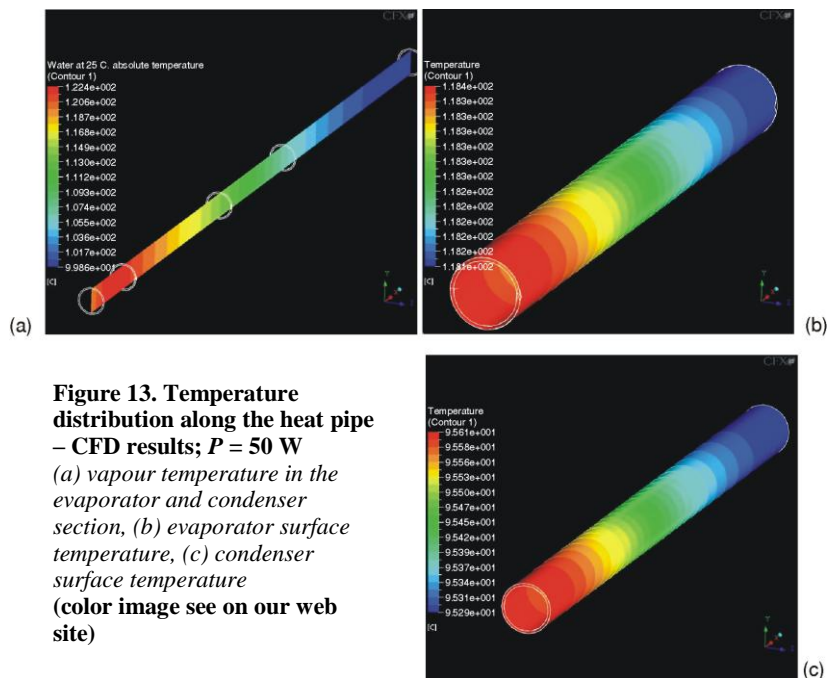 CFX
Water at 25 C. absolute temperature
(Contour 1)
1.224e+002
1.206e+002
1.187e+002
1.168e+002
1.149e+002
1.130e+002
1.112e+002
1.093e+002
1.074e+002
1.055e+002
1.036e+002
1.017e+002
9.986e+001
[C]
Y
X
Z
(a)
CFX
Temperature
(Contour 1)
1.184e+002
1.183e+002
1.183e+002
1.183e+002
1.183e+002
1.183e+002
1.183e+002
1.182e+002
1.182e+002
1.182e+002
1.182e+002
1.182e+002
1.181e+002
[C]
Y
X
Z
(b)
Figure 13. Temperature
distribution along the heat pipe
– CFD results; P = 50 W
(a) vapour temperature in the
evaporator and condenser
section, (b) evaporator surface
temperature, (c) condenser
surface temperature
(color image see on our web
site)
CFX
Temperature
(Contour 1)
9.561e+001
9.558e+001
9.556e+001
9.553e+001
9.550e+001
9.547e+001
9.545e+001
9.542e+001
9.539e+001
9.537e+001
9.534e+001
9.531e+001
9.529e+001
[C]
Y
X
Z
(c)